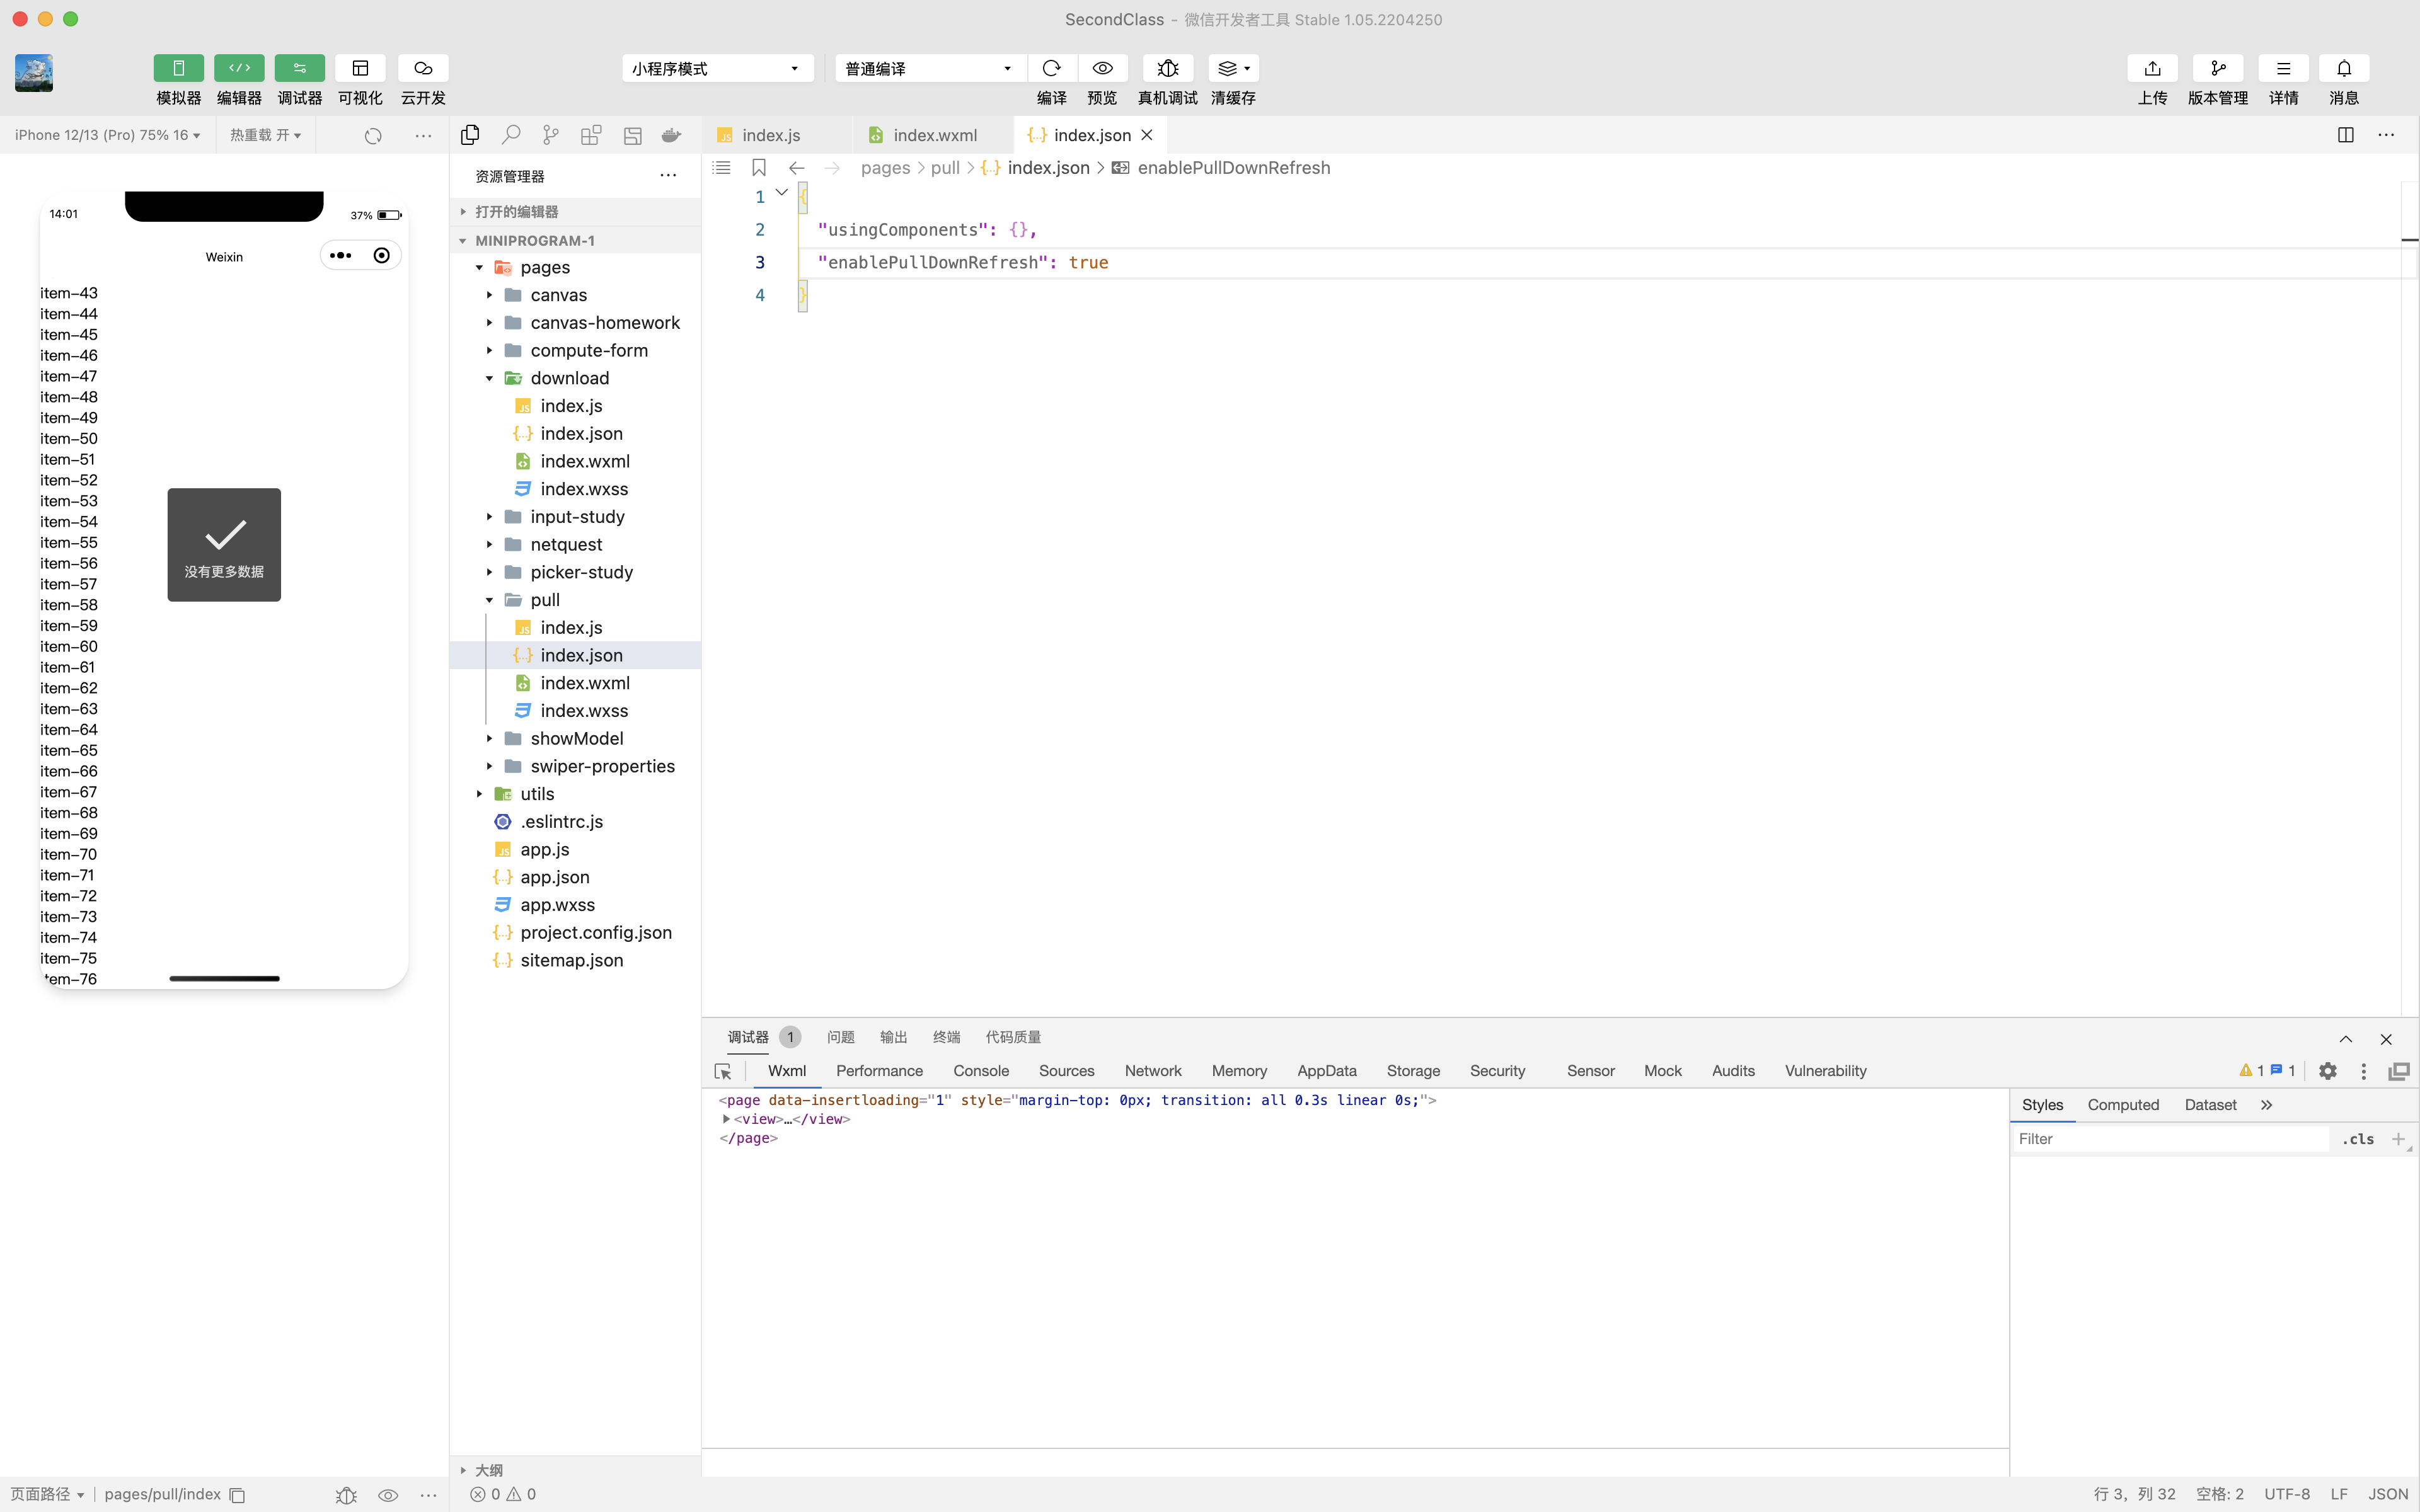 SecondClass - 微信开发者工具 Stable 1.05.2204250
模拟器 编辑器 调试器 可视化 云开发
小程序模式 普通编译
编译 预览 真机调试 清缓存
上传 版本管理 详情 消息
iPhone 12/13 (Pro) 75% 16 热重载 开
14:01 37%
Weixin
item-43
item-44
item-45
item-46
item-47
item-48
item-49
item-50
item-51
item-52
item-53
item-54
item-55
item-56
item-57
item-58
item-59
item-60
item-61
item-62
item-63
item-64
item-65
item-66
item-67
item-68
item-69
item-70
item-71
item-72
item-73
item-74
item-75
tem-76
没有更多数据
页面路径 pages/pull/index
资源管理器
打开的编辑器
MINIPROGRAM-1
pages
canvas
canvas-homework
compute-form
download
index.js
index.json
index.wxml
index.wxss
input-study
netquest
picker-study
pull
index.js
index.json
index.wxml
index.wxss
showModel
swiper-properties
utils
.eslintrc.js
app.js
app.json
app.wxss
project.config.json
sitemap.json
大纲
0 0
index.js index.wxml index.json
pages > pull > index.json > enablePullDownRefresh
1 {
2 "usingComponents": {},
3 "enablePullDownRefresh": true
4 }
调试器 1 问题 输出 终端 代码质量
Wxml Performance Console Sources Network Memory AppData Storage Security Sensor Mock Audits Vulnerability 1 1
<page data-insertloading="1" style="margin-top: 0px; transition: all 0.3s linear 0s;">
<view>…</view>
</page>
Styles Computed Dataset
Filter .cls
行 3，列 32 空格: 2 UTF-8 LF JSON